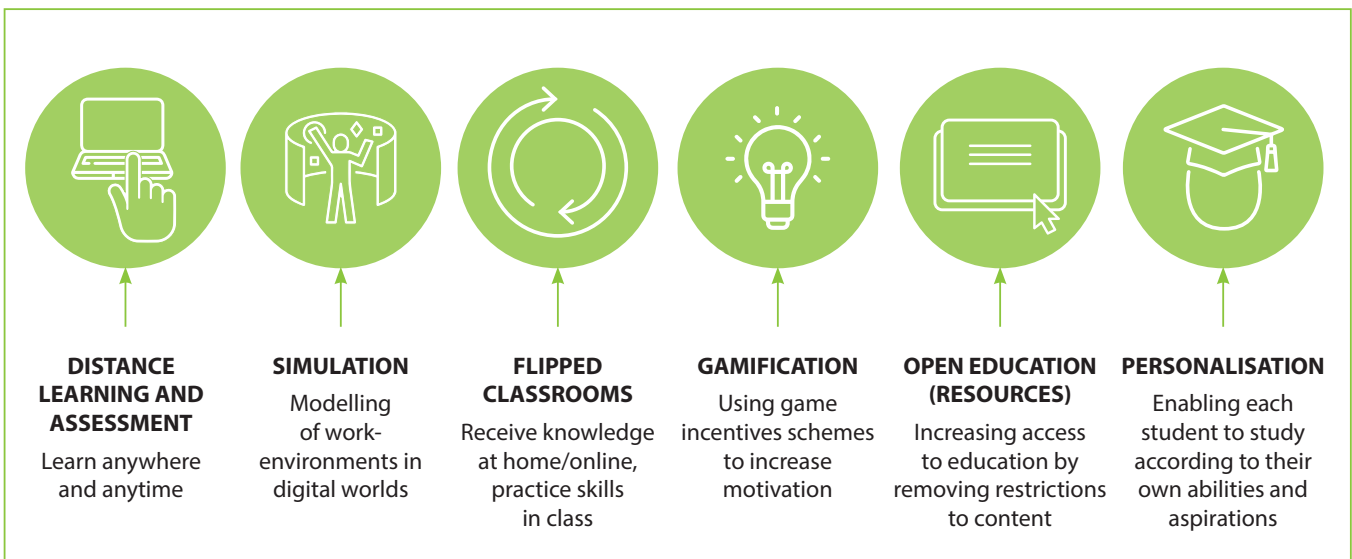 DISTANCE
LEARNING AND
ASSESSMENT
Learn anywhere
and anytime
SIMULATION
Modelling
of work-
environments in
digital worlds
FLIPPED
CLASSROOMS
Receive knowledge
at home/online,
practice skills
in class
GAMIFICATION
Using game
incentives schemes
to increase
motivation
OPEN EDUCATION
(RESOURCES)
Increasing access
to education by
removing restrictions
to content
PERSONALISATION
Enabling each
student to study
according to their
own abilities and
aspirations